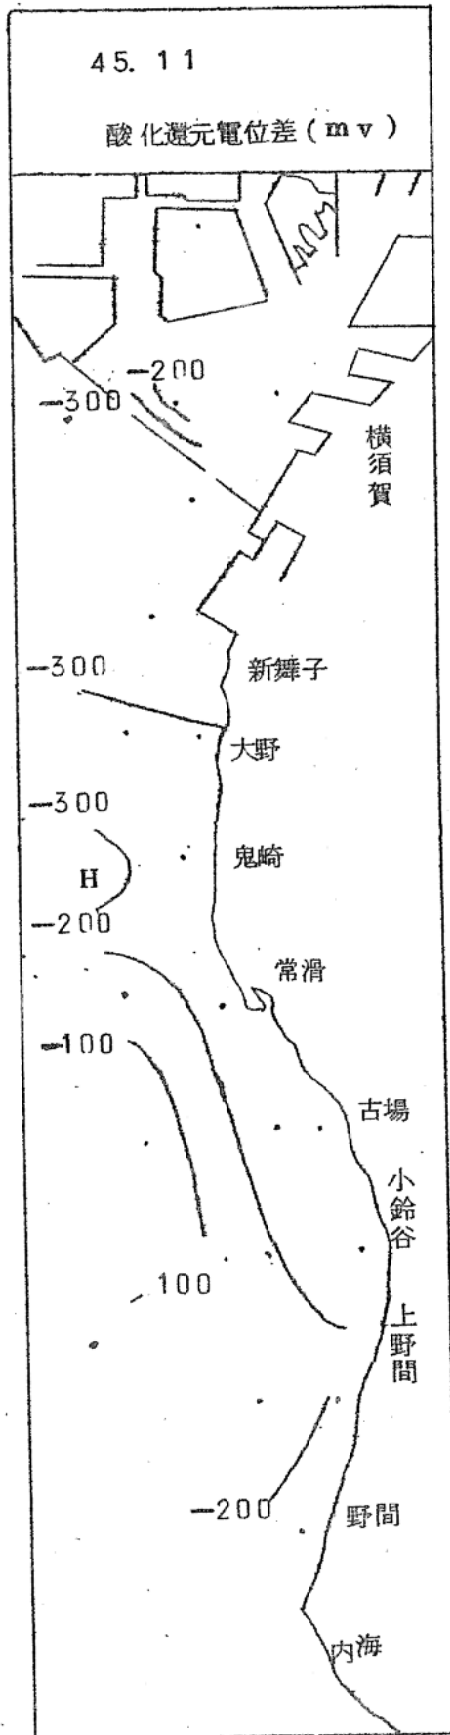 45.11
酸化還元電位差(mv)
-200
-300
横須賀
-300
新舞子
大野
-300
鬼崎
H
-200
常滑
-100
古場
小鈴谷
-100
上野間
-200
野間
内海